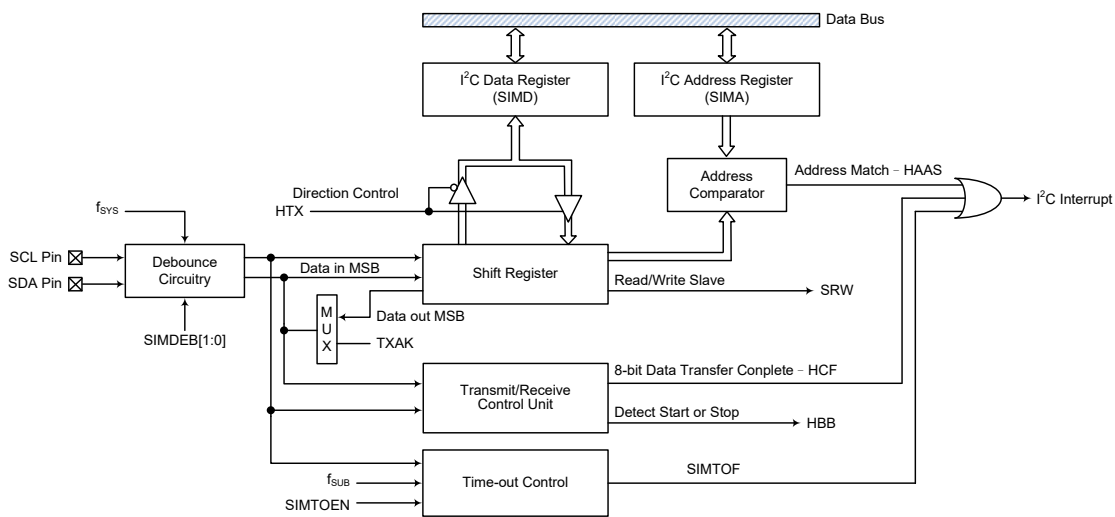 Data Bus
I²C Data Register
(SIMD)
I²C Address Register
(SIMA)
Address
Comparator
Address Match - HAAS
I²C Interrupt
Direction Control
HTX
fSYS
SCL Pin
SDA Pin
Debounce
Circuitry
SIMDEB[1:0]
Data in MSB
Shift Register
Read/Write Slave
SRW
M
U
X
Data out MSB
TXAK
8-bit Data Transfer Conplete - HCF
Transmit/Receive
Control Unit
Detect Start or Stop
HBB
fSUB
SIMTOEN
Time-out Control
SIMTOF